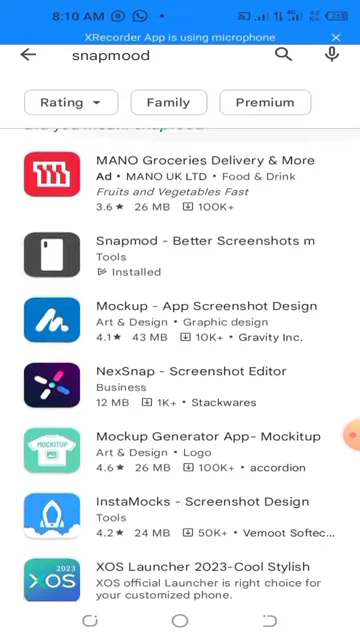 8:10 AM
XRecorder App is using microphone
snapmood
Rating
Family
Premium
MANO Groceries Delivery & More
Ad • MANO UK LTD • Food & Drink
Fruits and Vegetables Fast
3.6★ 26 MB 100K+
Snapmod - Better Screenshots m
Tools
Installed
Mockup - App Screenshot Design
Art & Design • Graphic design
4.1★ 43 MB 10K+ • Gravity Inc.
NexSnap - Screenshot Editor
Business
12 MB 1K+ • Stackwares
MOCKITUP
Mockup Generator App- Mockitup
Art & Design • Logo
4.6★ 26 MB 100K+ • accordion
InstaMocks - Screenshot Design
Tools
4.2★ 24 MB 50K+ • Vemoot Softec...
2023
XOS
XOS Launcher 2023-Cool Stylish
XOS official Launcher is right choice for
your customized phone.